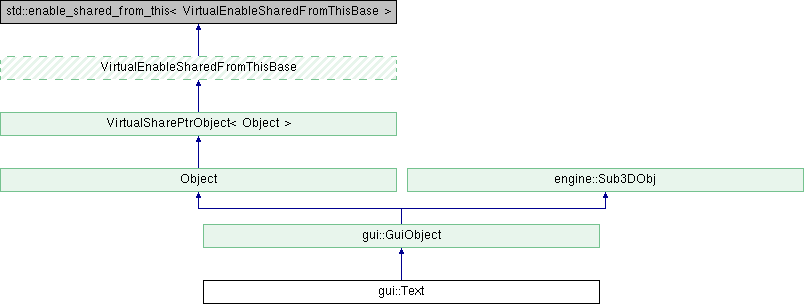 std::enable_shared_from_this< VirtualEnableSharedFromThisBase >
VirtualEnableSharedFromThisBase
VirtualSharePtrObject< Object >
Object
engine::Sub3DObj
gui::GuiObject
gui::Text